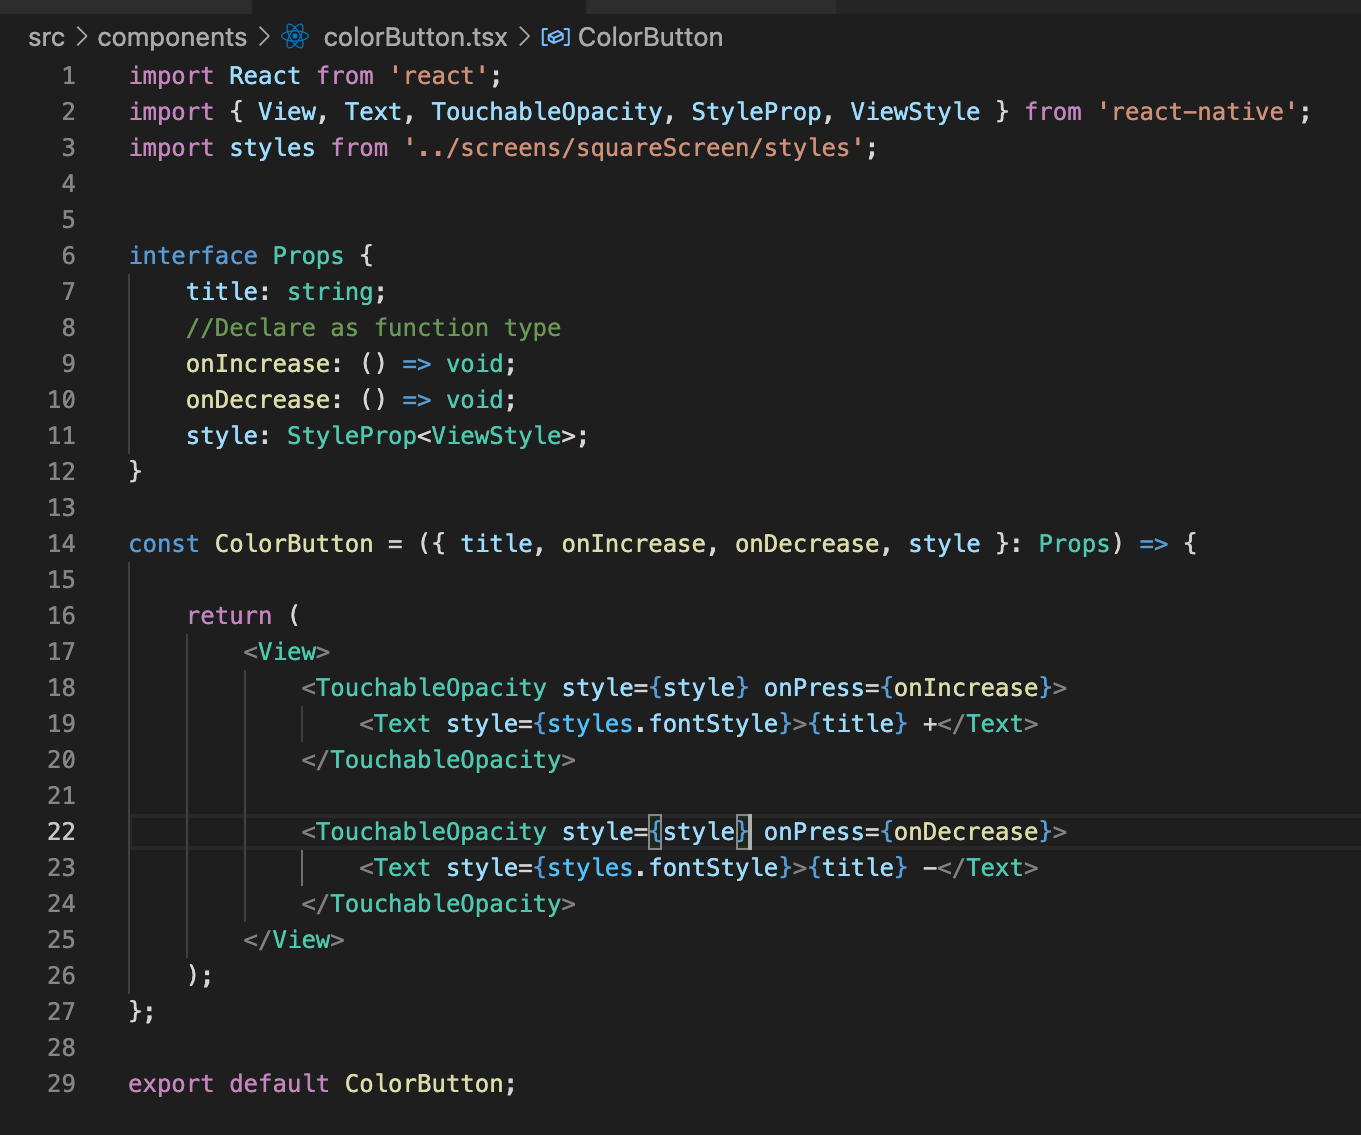 src > components > colorButton.tsx > ColorButton
1 import React from 'react';
2 import { View, Text, TouchableOpacity, StyleProp, ViewStyle } from 'react-native';
3 import styles from '../screens/squareScreen/styles';
4
5
6 interface Props {
7     title: string;
8     //Declare as function type
9     onIncrease: () => void;
10     onDecrease: () => void;
11     style: StyleProp<ViewStyle>;
12 }
13
14 const ColorButton = ({ title, onIncrease, onDecrease, style }: Props) => {
15
16     return (
17         <View>
18             <TouchableOpacity style={style} onPress={onIncrease}>
19                 <Text style={styles.fontStyle}>{title} +</Text>
20             </TouchableOpacity>
21
22             <TouchableOpacity style={style} onPress={onDecrease}>
23                 <Text style={styles.fontStyle}>{title} -</Text>
24             </TouchableOpacity>
25         </View>
26     );
27 };
28
29 export default ColorButton;